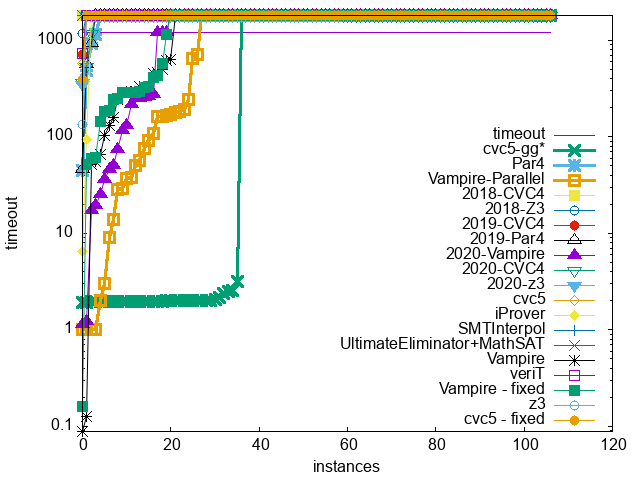 1000
100
10
1
0.1
timeout
0
20
40
60
80
100
120
instances
timeout
cvc5-gg*
Par4
Vampire-Parallel
2018-CVC4
2018-Z3
2019-CVC4
2019-Par4
2020-Vampire
2020-CVC4
2020-z3
cvc5
iProver
SMTInterpol
UltimateEliminator+MathSAT
Vampire
veriT
Vampire - fixed
z3
cvc5 - fixed